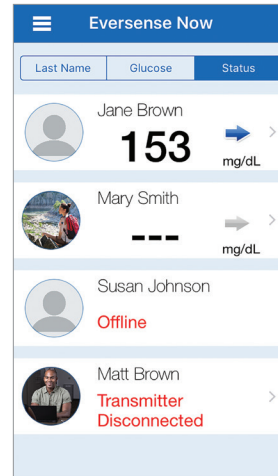 Eversense Now
Last Name Glucose Status
Jane Brown
153
mg/dL
Mary Smith
---
mg/dL
Susan Johnson
Offline
Matt Brown
Transmitter
Disconnected